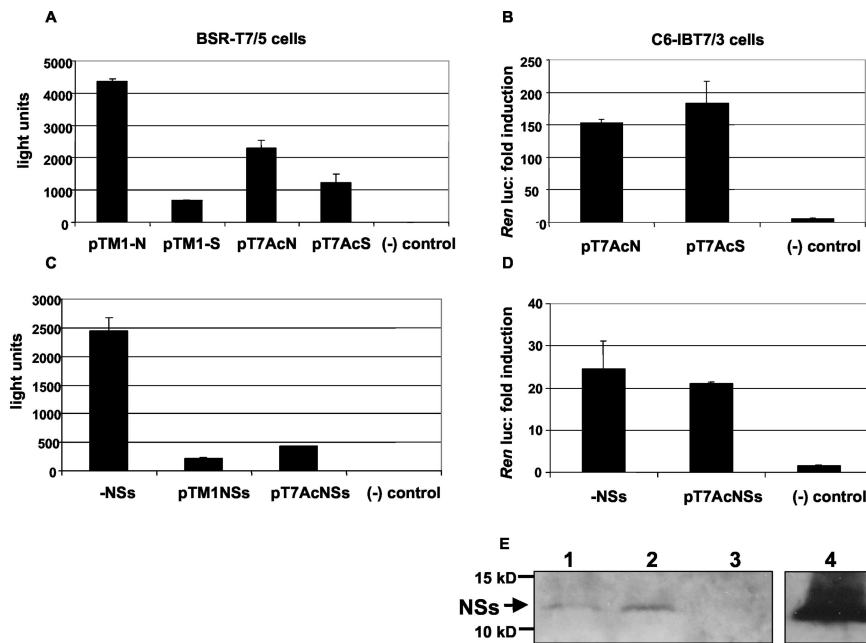 A
BSR-T7/5 cells
light units
5000
4000
3000
2000
1000
0
pTM1-N pTM1-S pT7AcN pT7AcS (-) control
B
C6-IBT7/3 cells
Ren luc: fold induction
250
200
150
100
50
0
pT7AcN pT7AcS (-) control
C
light units
3000
2500
2000
1500
1000
500
0
-NSs pTM1NSs pT7AcNSs (-) control
D
Ren luc: fold induction
40
30
20
10
0
-NSs pT7AcNSs (-) control
E
1 2 3 4
15 kD
NSs
10 kD